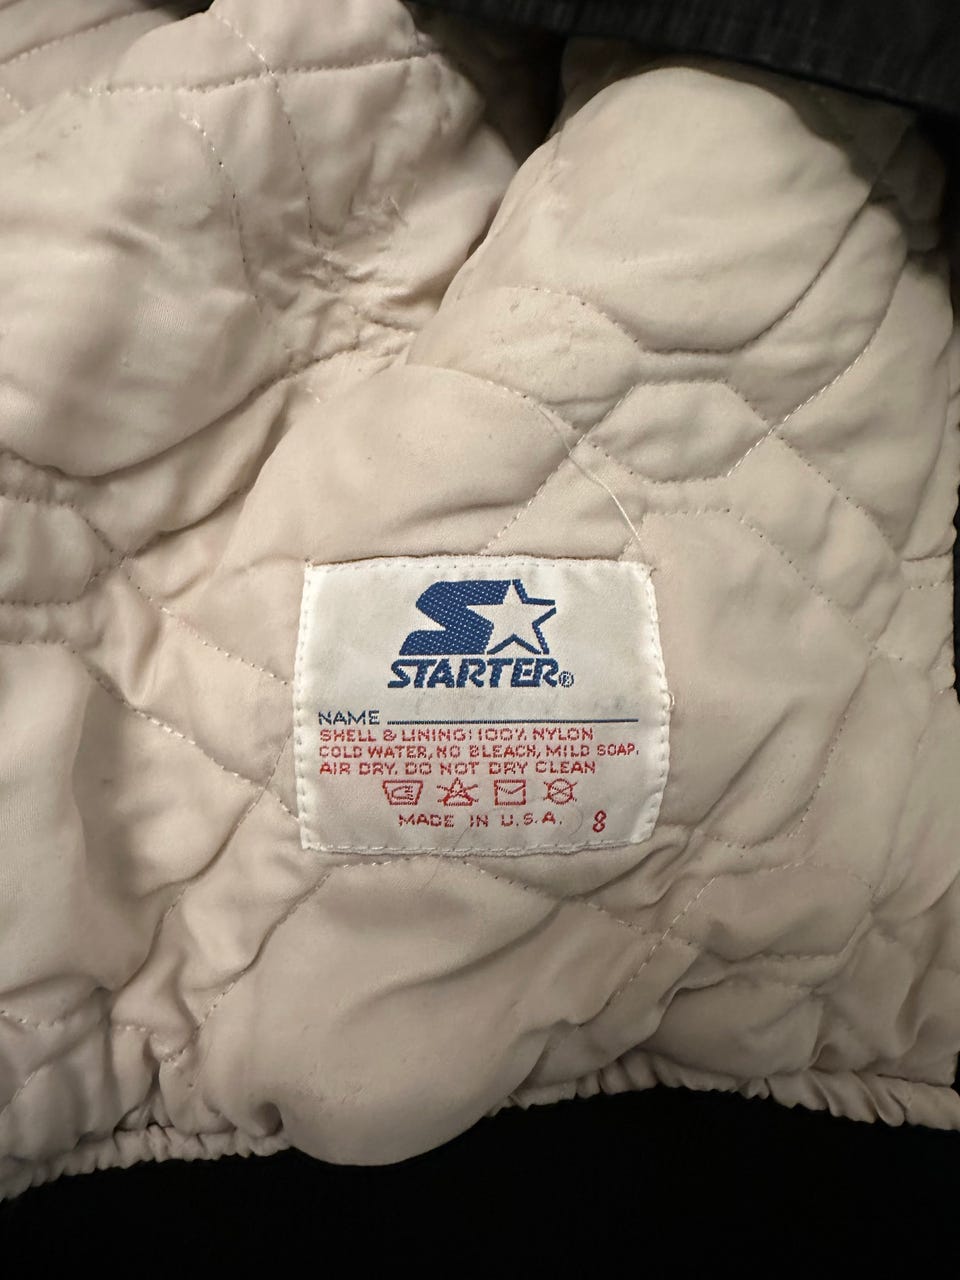 STARTER®
NAME
SHELL & LINING: 100% NYLON
COLD WATER, NO BLEACH, MILD SOAP.
AIR DRY. DO NOT DRY CLEAN
MADE IN U.S.A. 8